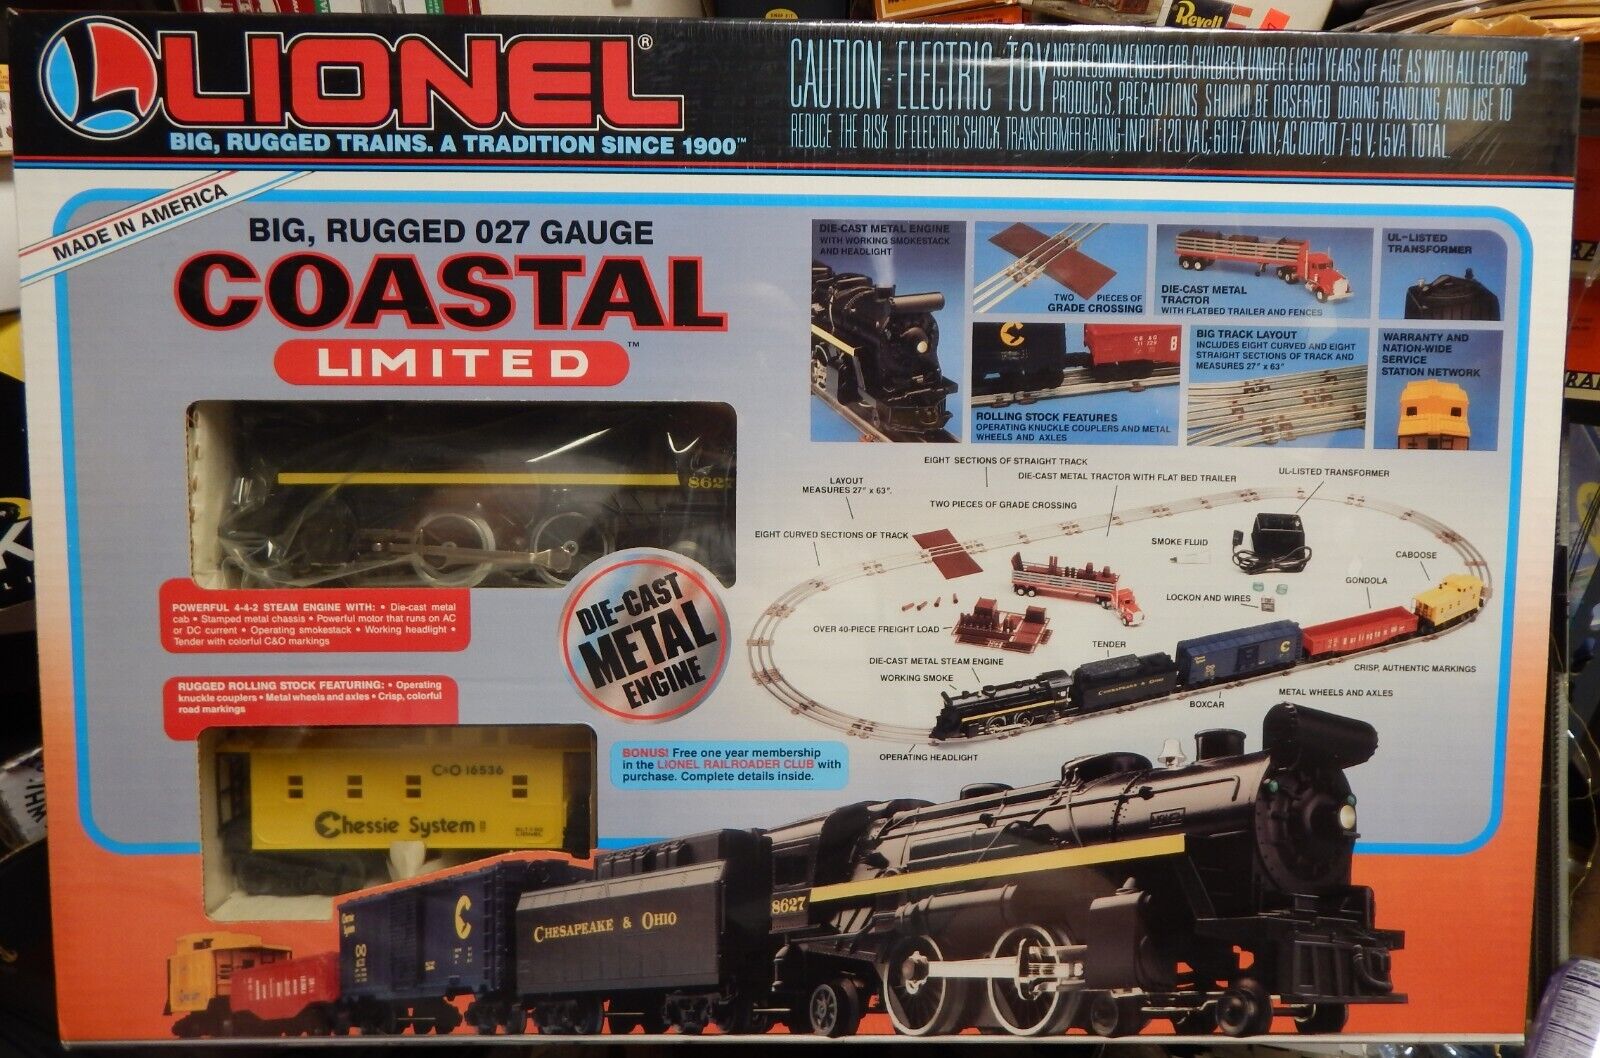 Revell
LIONEL®
BIG, RUGGED TRAINS. A TRADITION SINCE 1900™
CAUTION - ELECTRIC TOY NOT RECOMMENDED FOR CHILDREN UNDER EIGHT YEARS OF AGE. AS WITH ALL ELECTRIC
PRODUCTS, PRECAUTIONS SHOULD BE OBSERVED DURING HANDLING AND USE TO
REDUCE THE RISK OF ELECTRIC SHOCK. TRANSFORMER RATING-INPUT: 120 VAC, 60 HZ ONLY, AC OUTPUT 7-19 V, 15VA TOTAL.
MADE IN AMERICA
BIG, RUGGED 027 GAUGE
COASTAL
LIMITED™
DIE-CAST METAL ENGINE
WITH WORKING SMOKESTACK
AND HEADLIGHT
TWO PIECES OF
GRADE CROSSING
DIE-CAST METAL
TRACTOR
WITH FLATBED TRAILER AND FENCES
UL-LISTED
TRANSFORMER
ROLLING STOCK FEATURES
OPERATING KNUCKLE COUPLERS AND METAL
WHEELS AND AXLES
BIG TRACK LAYOUT
INCLUDES EIGHT CURVED AND EIGHT
STRAIGHT SECTIONS OF TRACK AND
MEASURES 27" x 63"
WARRANTY AND
NATION-WIDE
SERVICE
STATION NETWORK
8627
EIGHT SECTIONS OF STRAIGHT TRACK
DIE-CAST METAL TRACTOR WITH FLAT BED TRAILER
UL-LISTED TRANSFORMER
LAYOUT
MEASURES 27" x 63".
TWO PIECES OF GRADE CROSSING
EIGHT CURVED SECTIONS OF TRACK
SMOKE FLUID
CABOOSE
GONDOLA
LOCKON AND WIRES
OVER 40-PIECE FREIGHT LOAD
TENDER
DIE-CAST METAL STEAM ENGINE
WORKING SMOKE
CRISP, AUTHENTIC MARKINGS
METAL WHEELS AND AXLES
BOXCAR
OPERATING HEADLIGHT
CHESAPEAKE & OHIO
POWERFUL 4-4-2 STEAM ENGINE WITH: • Die-cast metal
cab • Stamped metal chassis • Powerful motor that runs on AC
or DC current • Operating smokestack • Working headlight •
Tender with colorful C&O markings
DIE-CAST
METAL
ENGINE
RUGGED ROLLING STOCK FEATURING: • Operating
knuckle couplers • Metal wheels and axles • Crisp, colorful
road markings
BONUS! Free one year membership
in the LIONEL RAILROADER CLUB with
purchase. Complete details inside.
C&O 16536
Chessie System
LIONEL
CHESAPEAKE & OHIO
8627